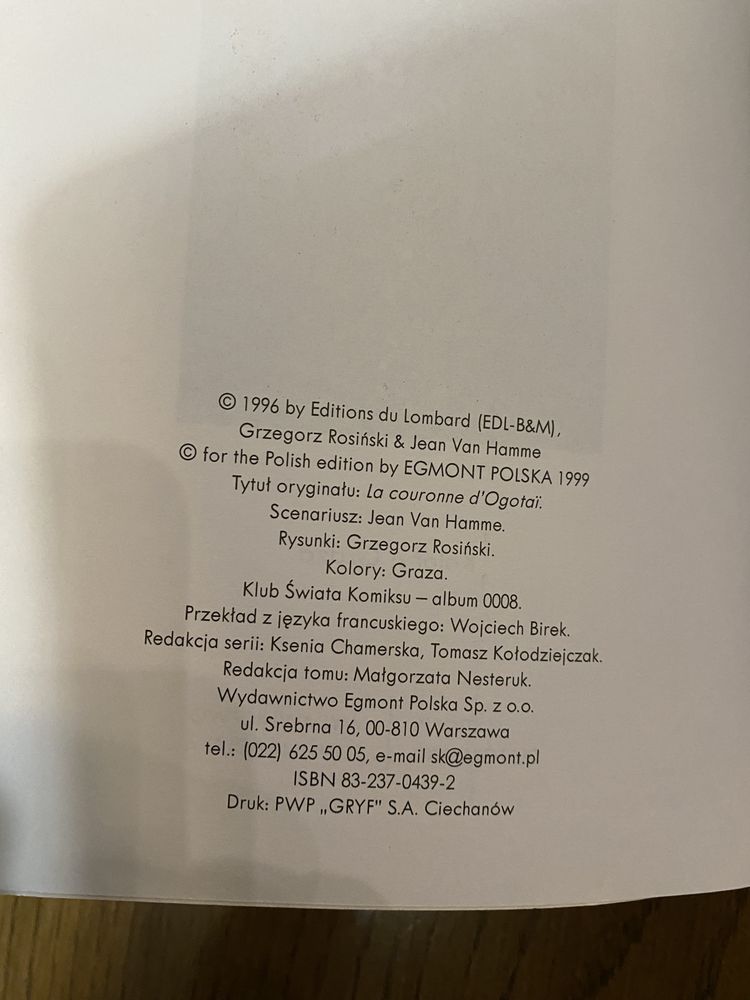 © 1996 by Editions du Lombard (EDL-B&M),
Grzegorz Rosiński & Jean Van Hamme
© for the Polish edition by EGMONT POLSKA 1999
Tytuł oryginału: La couronne d'Ogotaï.
Scenariusz: Jean Van Hamme.
Rysunki: Grzegorz Rosiński.
Kolory: Graza.
Klub Świata Komiksu – album 0008.
Przekład z języka francuskiego: Wojciech Birek.
Redakcja serii: Ksenia Chamerska, Tomasz Kołodziejczak.
Redakcja tomu: Małgorzata Nesteruk.
Wydawnictwo Egmont Polska Sp. z o.o.
ul. Srebrna 16, 00-810 Warszawa
tel.: (022) 625 50 05, e-mail sk@egmont.pl
ISBN 83-237-0439-2
Druk: PWP „GRYF" S.A. Ciechanów